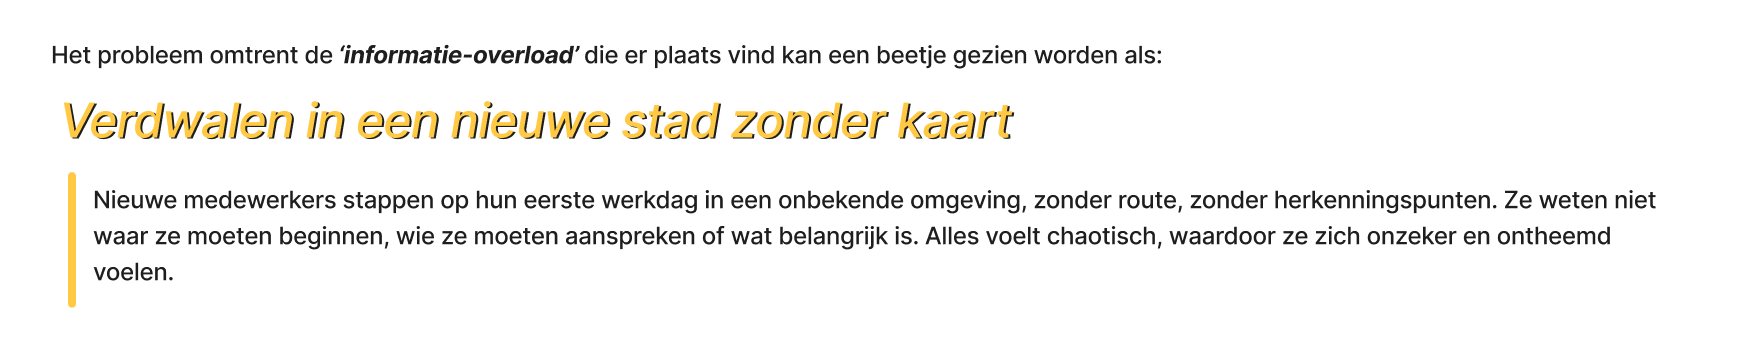 Het probleem omtrent de ‘informatie-overload’ die er plaats vind kan een beetje gezien worden als:
Verdwalen in een nieuwe stad zonder kaart
Nieuwe medewerkers stappen op hun eerste werkdag in een onbekende omgeving, zonder route, zonder herkenningspunten. Ze weten niet
waar ze moeten beginnen, wie ze moeten aanspreken of wat belangrijk is. Alles voelt chaotisch, waardoor ze zich onzeker en ontheemd
voelen.